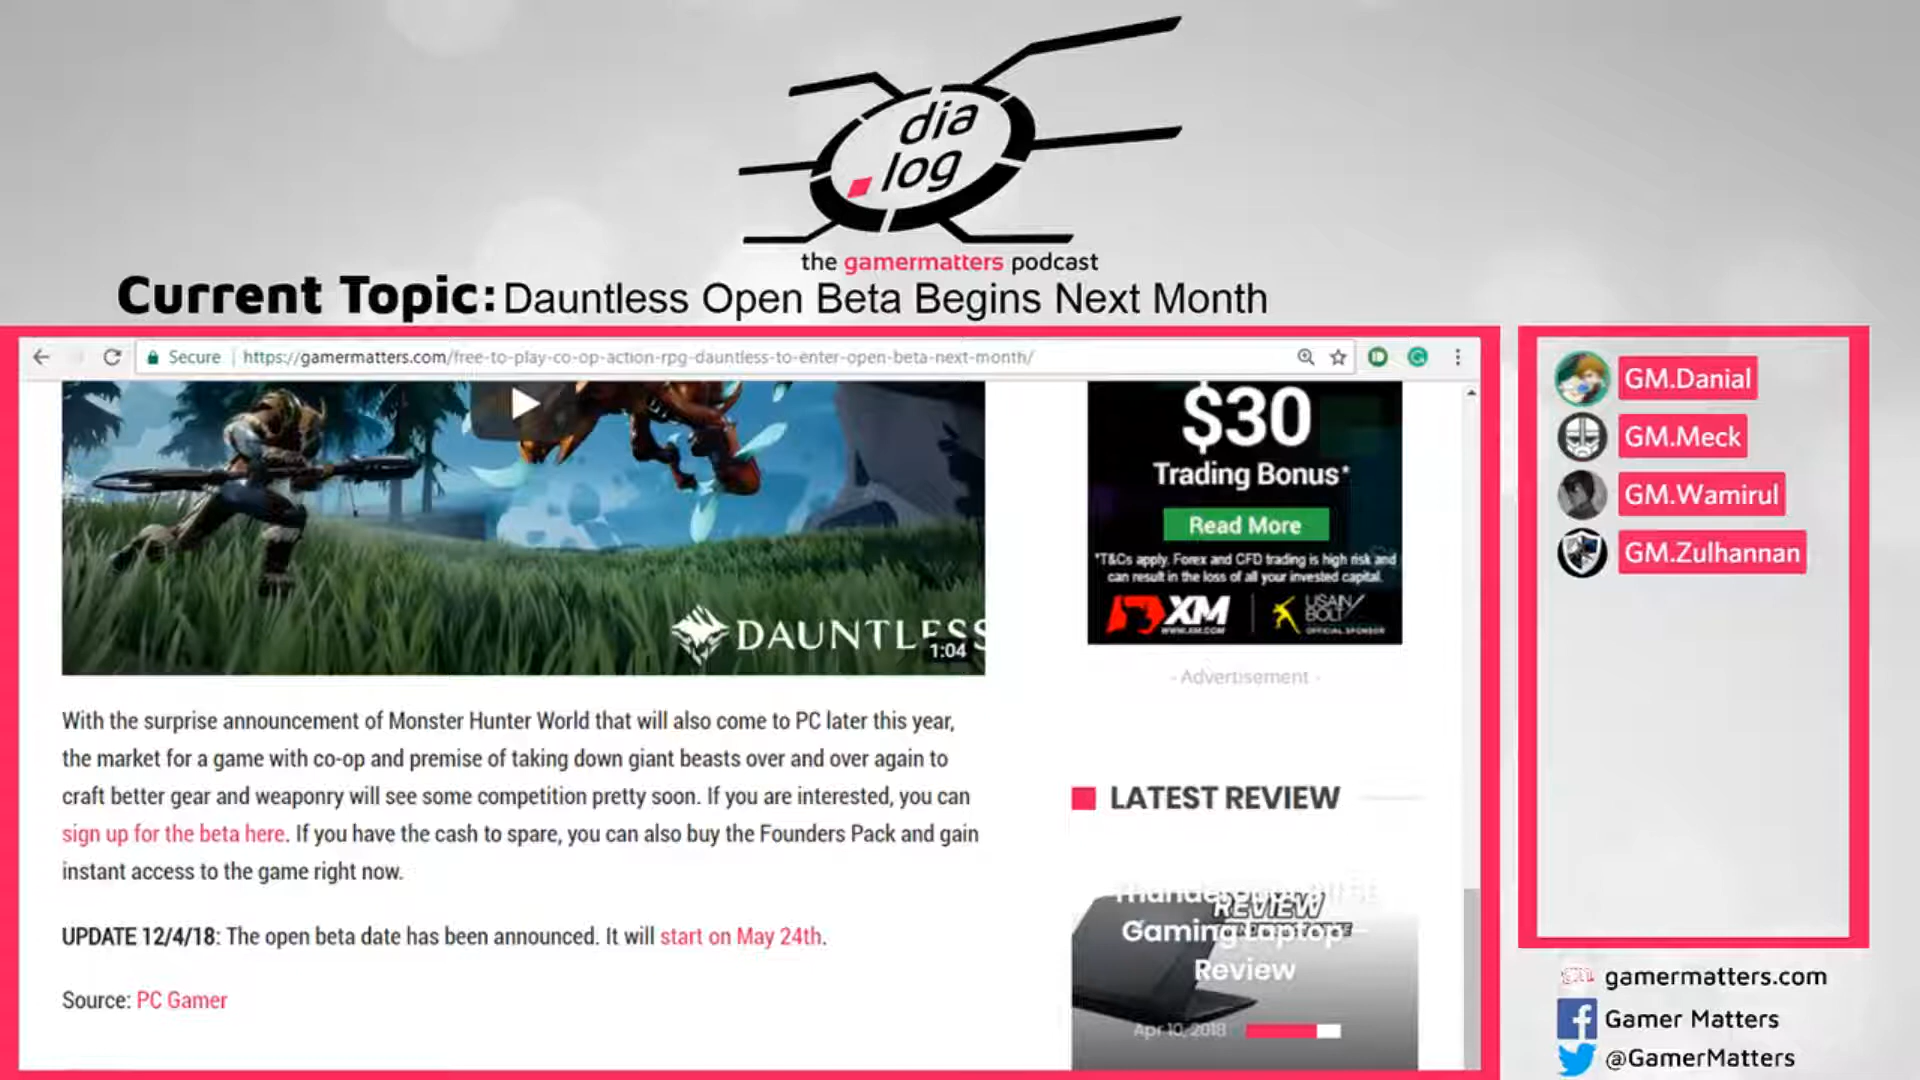 dia
.log
the gamermatters podcast
Current Topic: Dauntless Open Beta Begins Next Month
Secure | https://gamermatters.com/free-to-play-co-op-action-rpg-dauntless-to-enter-open-beta-next-month/
DAUNTLESS
1:04
With the surprise announcement of Monster Hunter World that will also come to PC later this year,
the market for a game with co-op and premise of taking down giant beasts over and over again to
craft better gear and weaponry will see some competition pretty soon. If you are interested, you can
sign up for the beta here. If you have the cash to spare, you can also buy the Founders Pack and gain
instant access to the game right now.
UPDATE 12/4/18: The open beta date has been announced. It will start on May 24th.
Source: PC Gamer
$30
Trading Bonus*
Read More
*T&Cs apply. Forex and CFD trading is high risk and
can result in the loss of all your invested capital.
XM
WWW.XM.COM
USAIN
BOLT
OFFICIAL SPONSOR
- Advertisement -
LATEST REVIEW
REVIEW
Gaming Laptop –
Review
Apr 10, 2018
GM.Danial
GM.Meck
GM.Wamirul
GM.Zulhannan
gamermatters.com
Gamer Matters
@GamerMatters